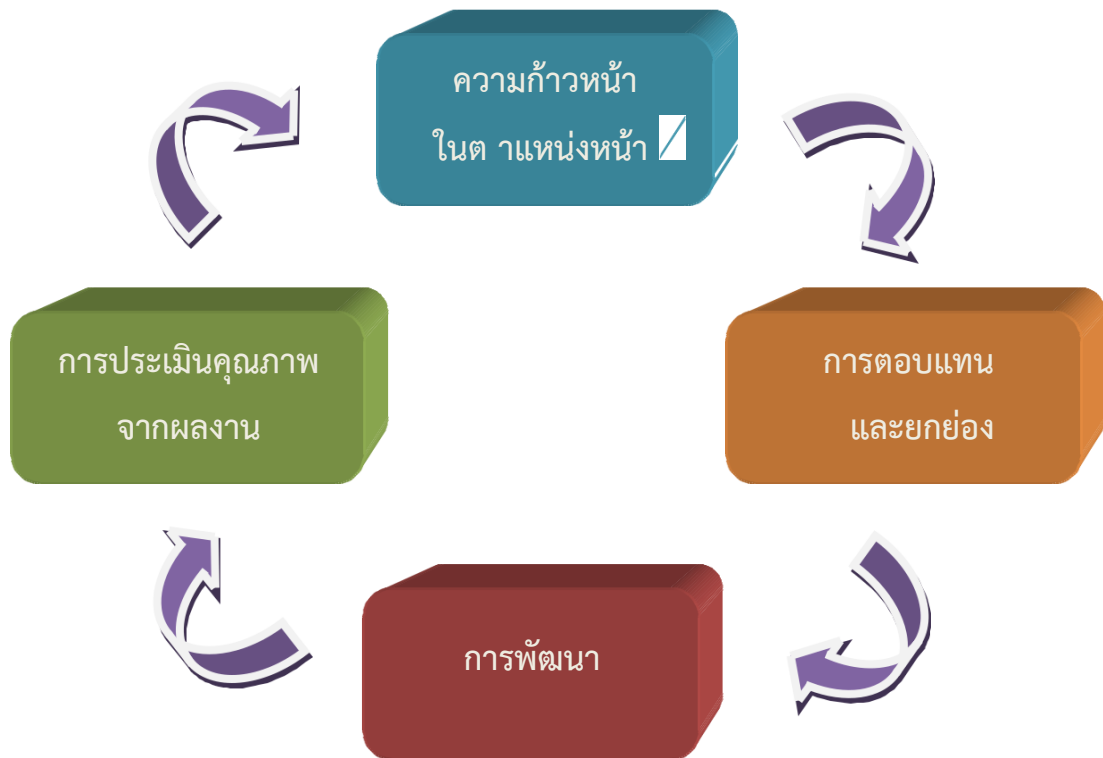 ความก้าวหน้า
ในต าแหน่งหน้า
การตอบแทน
และยกย่อง
การพัฒนา
การประเมินคุณภาพ
จากผลงาน